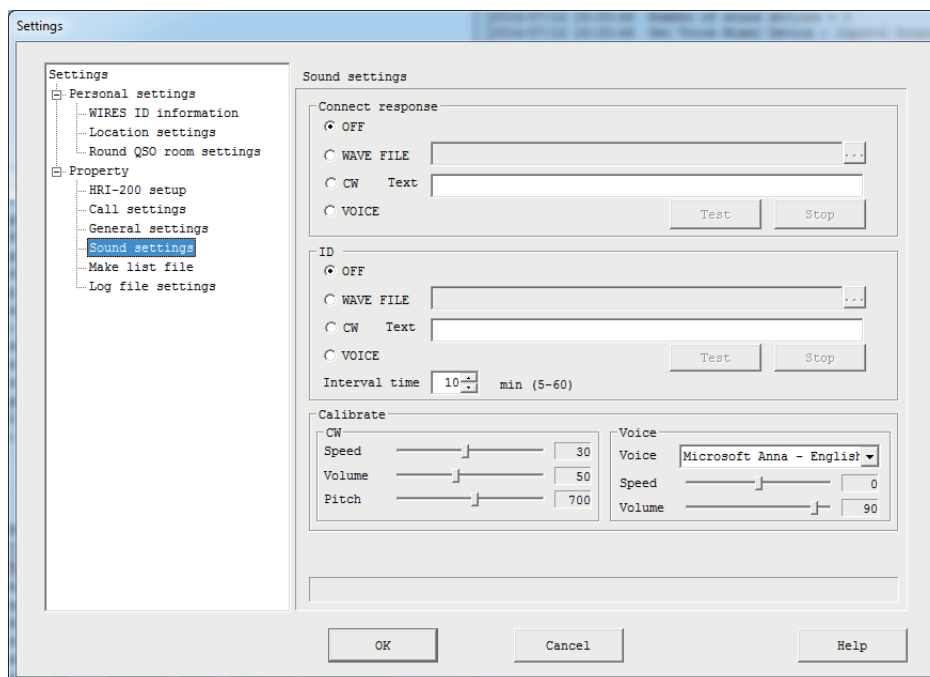 Settings
Settings
Personal settings
WIRES ID information
Location settings
Round QSO room settings
Property
HRI-200 setup
Call settings
General settings
Sound settings
Make list file
Log file settings
Sound settings
Connect response
OFF
WAVE FILE ...
CW Text
VOICE Test Stop
ID
OFF
WAVE FILE ...
CW Text
VOICE Test Stop
Interval time 10 min (5-60)
Calibrate
CW
Speed 30
Volume 50
Pitch 700
Voice
Voice Microsoft Anna - English
Speed 0
Volume 90
OK Cancel Help